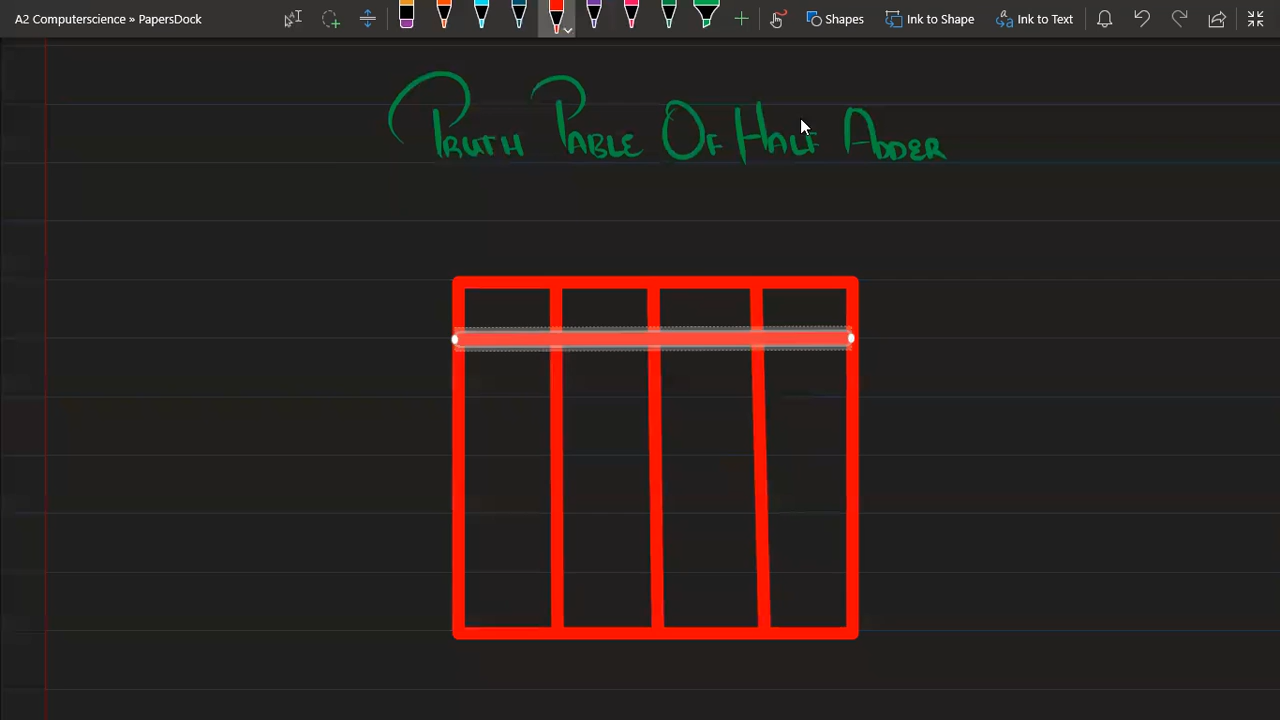 A2 Computerscience » PapersDock
Shapes
Ink to Shape
Ink to Text
Truth Table Of Half Adder